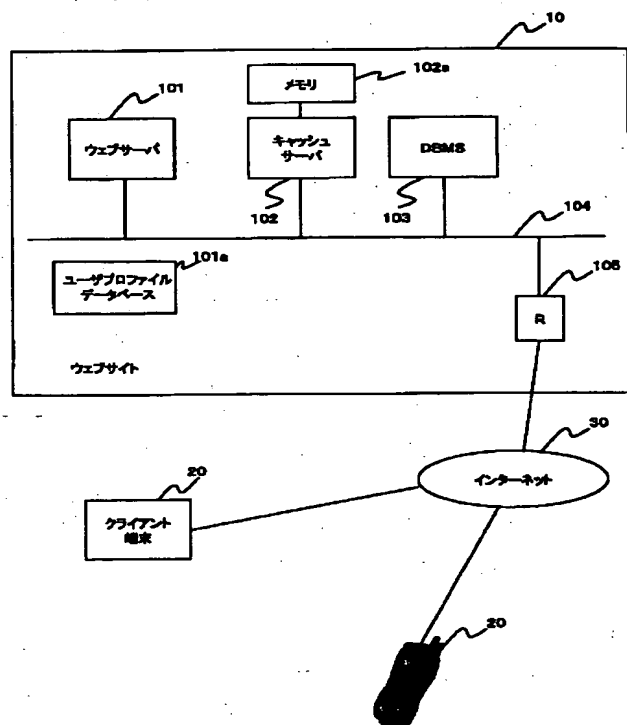 10
メモリ
102a
101
ウェブサーバ
キャッシュ
サーバ
DBMS
102
103
104
ユーザプロファイル
データベース
101a
105
R
ウェブサイト
30
インターネット
20
クライアント
端末
20